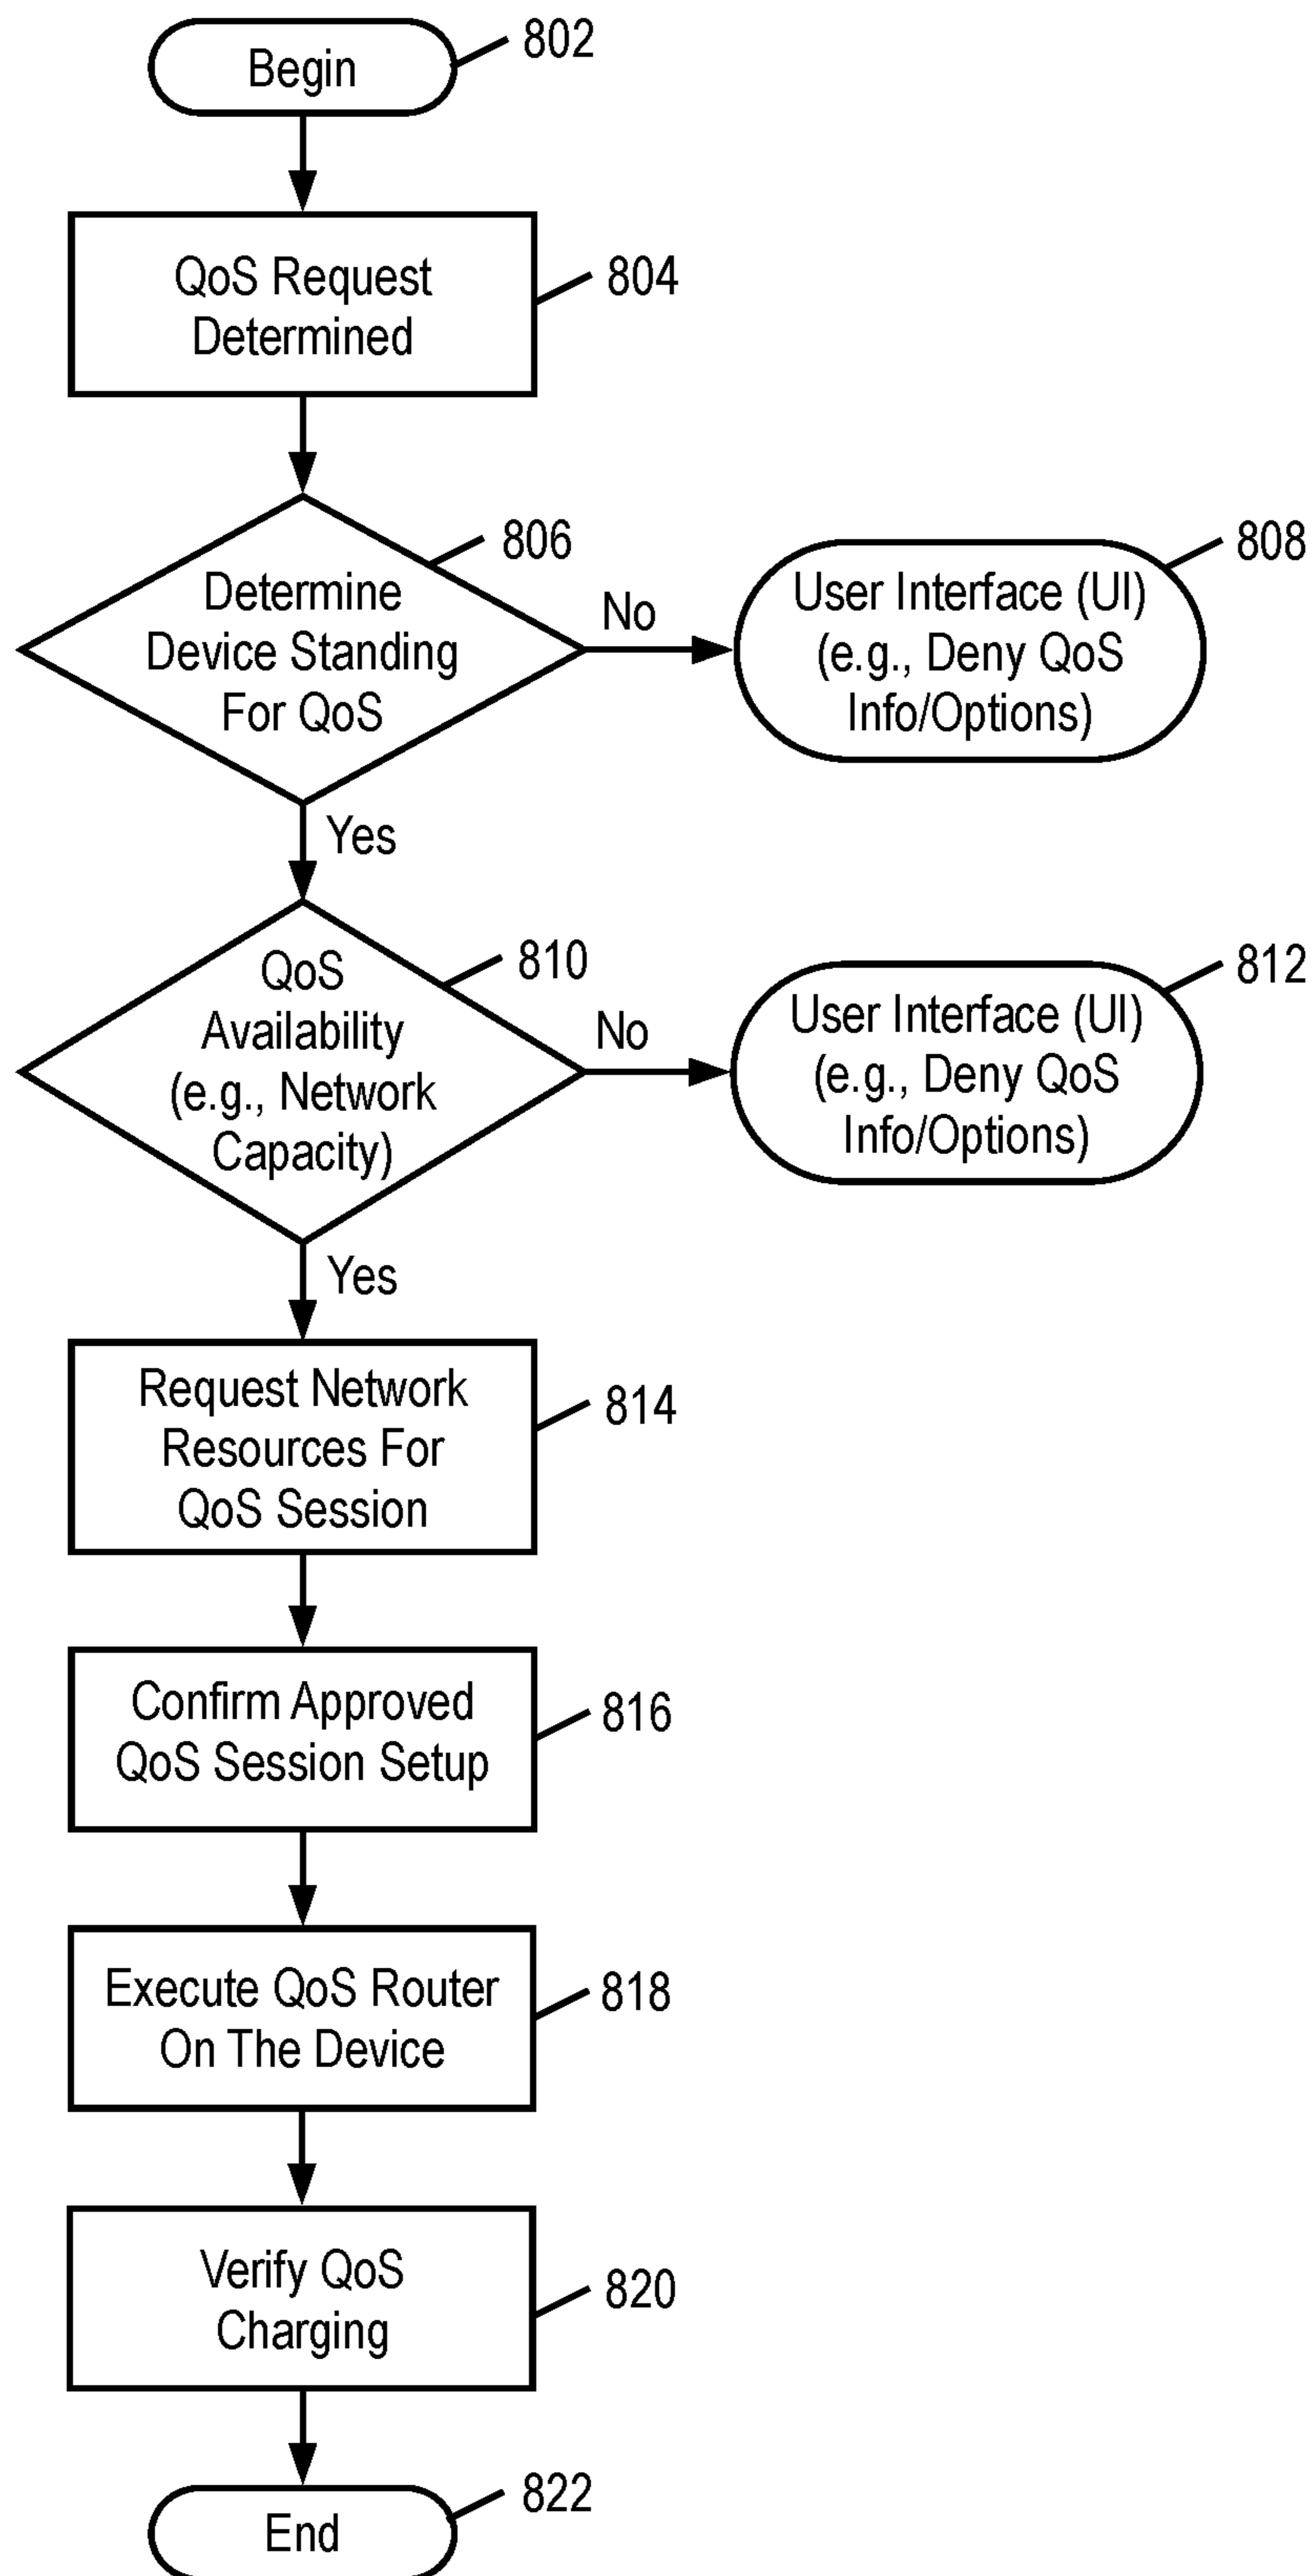 Begin
802
QoS Request
Determined
804
806
Determine
Device Standing
For QoS
No
808
User Interface (UI)
(e.g., Deny QoS
Info/Options)
Yes
810
QoS
Availability
(e.g., Network
Capacity)
No
812
User Interface (UI)
(e.g., Deny QoS
Info/Options)
Yes
Request Network
Resources For
QoS Session
814
Confirm Approved
QoS Session Setup
816
Execute QoS Router
On The Device
818
Verify QoS
Charging
820
End
822